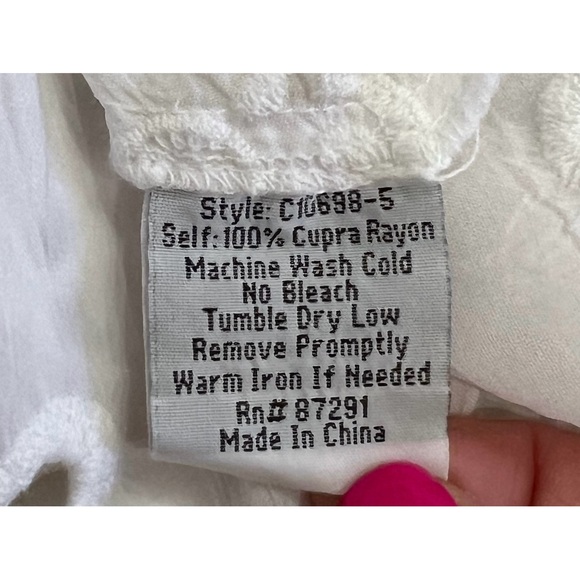 Style: C10698-5
Self: 100% Cupra Rayon
Machine Wash Cold
No Bleach
Tumble Dry Low
Remove Promptly
Warm Iron If Needed
Rn# 87291
Made In China